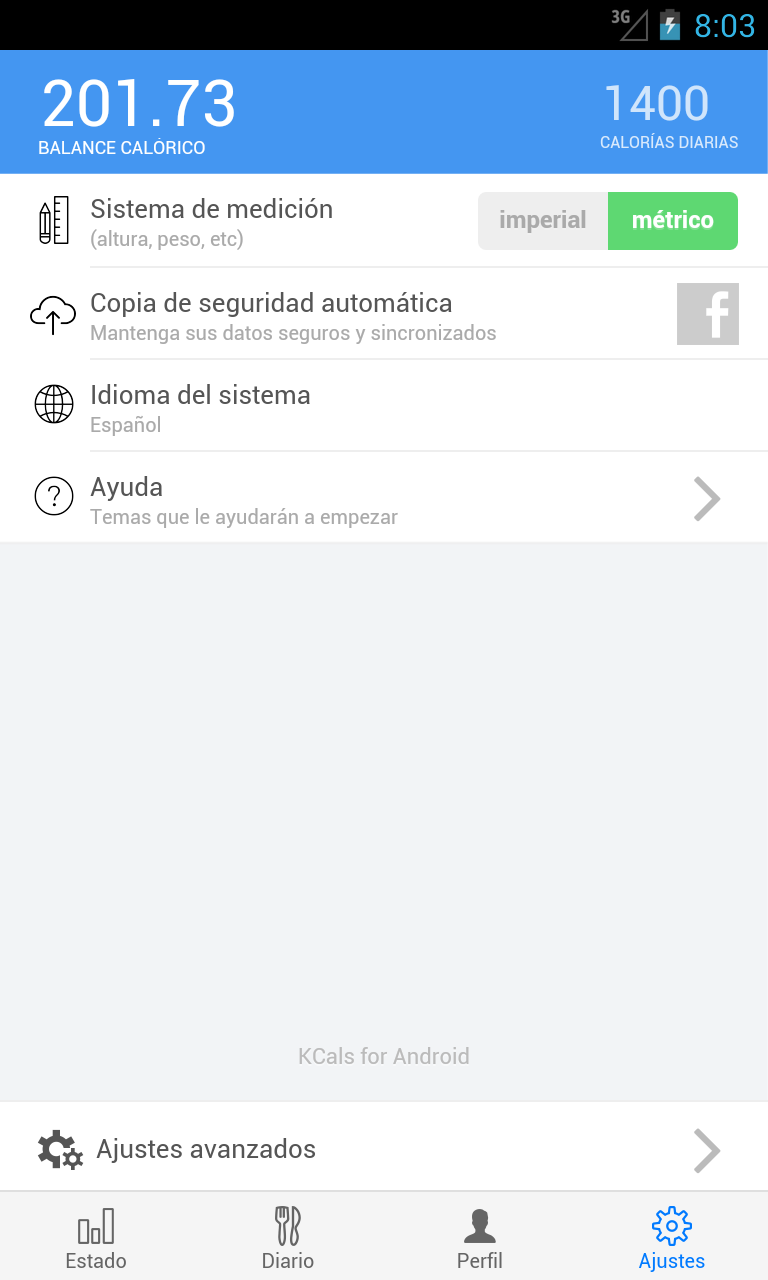 3G 8:03
201.73
BALANCE CALÓRICO
1400
CALORÍAS DIARIAS
Sistema de medición
(altura, peso, etc)
imperial métrico
Copia de seguridad automática
Mantenga sus datos seguros y sincronizados
f
Idioma del sistema
Español
?
Ayuda
Temas que le ayudarán a empezar
KCals for Android
Ajustes avanzados
Estado Diario Perfil Ajustes